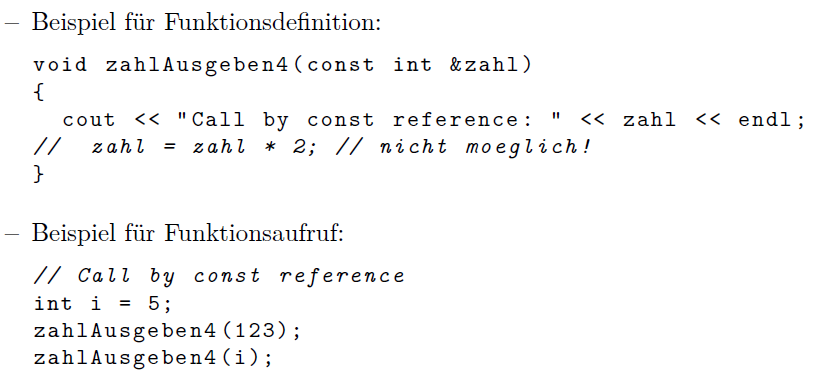 – Beispiel für Funktionsdefinition:
void zahlAusgeben4(const int &zahl)
{
  cout << "Call by const reference: " << zahl << endl;
//  zahl = zahl * 2; // nicht moeglich!
}
– Beispiel für Funktionsaufruf:
// Call by const reference
int i = 5;
zahlAusgeben4(123);
zahlAusgeben4(i);